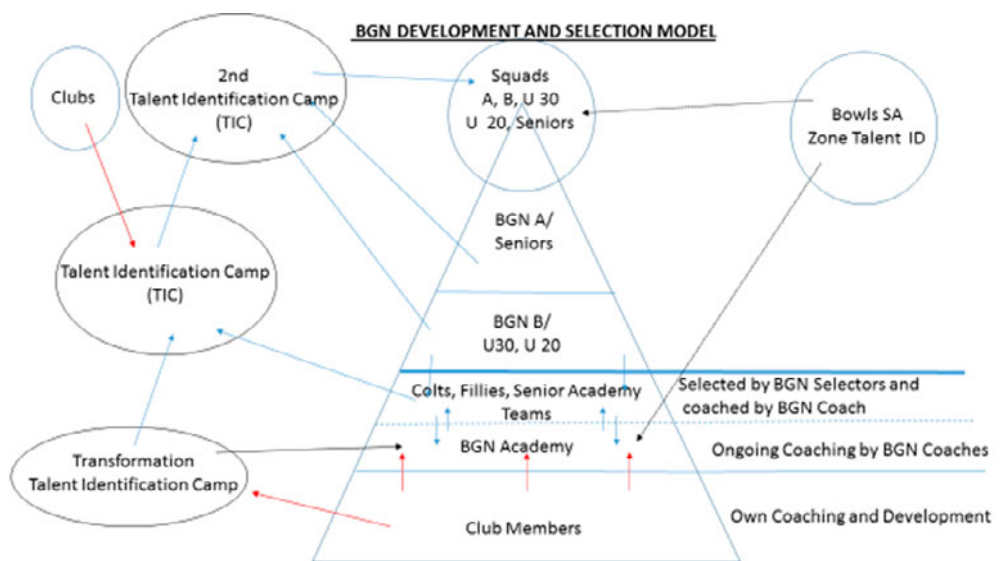 BGN DEVELOPMENT AND SELECTION MODEL
Clubs
2nd
Talent Identification Camp
(TIC)
Squads
A, B, U 30
U 20, Seniors
Bowls SA
Zone Talent ID
BGN A/
Seniors
Talent Identification Camp
(TIC)
BGN B/
U30, U 20
Colts, Fillies, Senior Academy
Teams
Selected by BGN Selectors and
coached by BGN Coach
BGN Academy
Ongoing Coaching by BGN Coaches
Transformation
Talent Identification Camp
Club Members
Own Coaching and Development